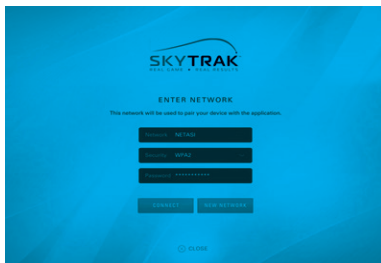 SKYTRAK
REAL GAME • REAL RESULTS
ENTER NETWORK
This network will be used to pair your device with the application.
Network NETASI
Security WPA2
Password ***********
CONNECT NEW NETWORK
CLOSE